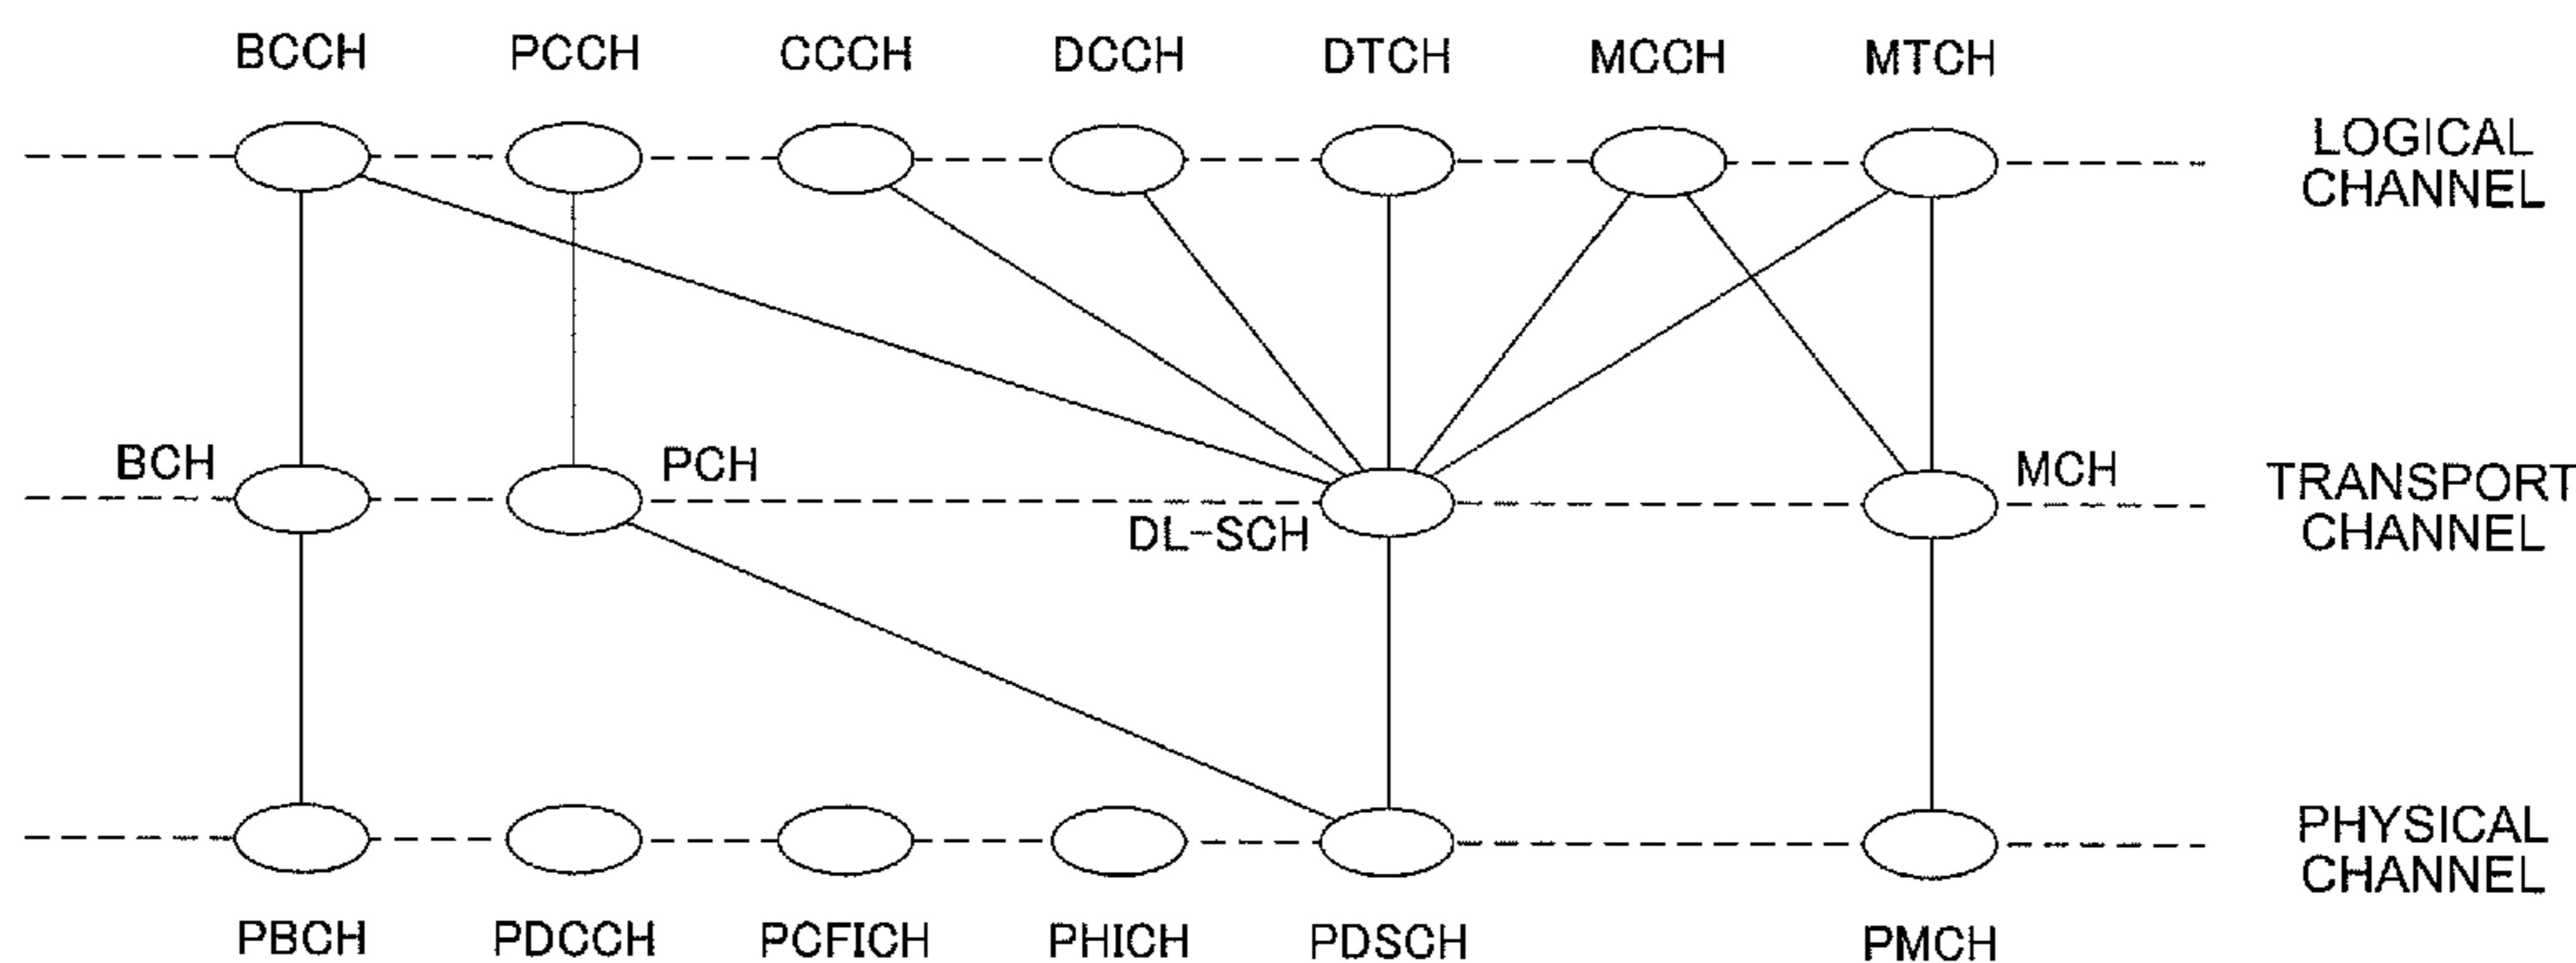 BCCH PCCH CCCH DCCH DTCH MCCH MTCH
LOGICAL
CHANNEL
BCH PCH DL-SCH MCH
TRANSPORT
CHANNEL
PHYSICAL
CHANNEL
PBCH PDCCH PCFICH PHICH PDSCH PMCH